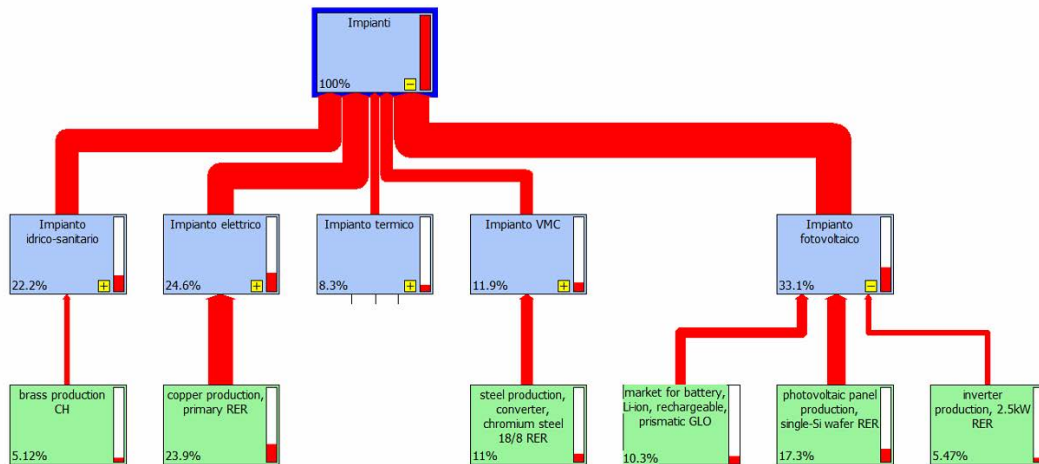 Impianti
100%
Impianto
idrico-sanitario
22.2%
Impianto elettrico
24.6%
Impianto termico
8.3%
Impianto VMC
11.9%
Impianto
fotovoltaico
33.1%
brass production
CH
5.12%
copper production,
primary RER
23.9%
steel production,
converter,
chromium steel
18/8 RER
11%
market for battery,
Li-ion, rechargeable,
prismatic GLO
10.3%
photovoltaic panel
production,
single-Si wafer RER
17.3%
inverter
production, 2.5kW
RER
5.47%